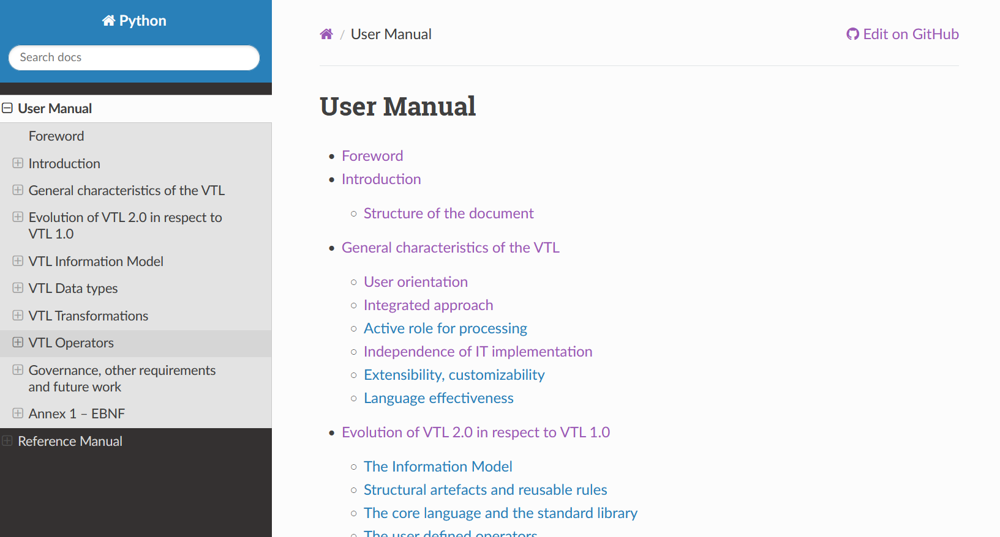 Python
Search docs
User Manual
Foreword
Introduction
General characteristics of the VTL
Evolution of VTL 2.0 in respect to
VTL 1.0
VTL Information Model
VTL Data types
VTL Transformations
VTL Operators
Governance, other requirements
and future work
Annex 1 – EBNF
Reference Manual
/ User Manual
Edit on GitHub
User Manual
• Foreword
• Introduction
○ Structure of the document
• General characteristics of the VTL
○ User orientation
○ Integrated approach
○ Active role for processing
○ Independence of IT implementation
○ Extensibility, customizability
○ Language effectiveness
• Evolution of VTL 2.0 in respect to VTL 1.0
○ The Information Model
○ Structural artefacts and reusable rules
○ The core language and the standard library
○ The user defined operators